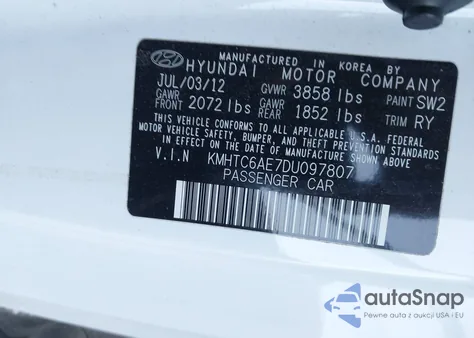 MANUFACTURED IN KOREA BY
HYUNDAI MOTOR COMPANY
JUL/03/12 GVWR 3858 lbs PAINT SW2
GAWR FRONT 2072 lbs GAWR REAR 1852 lbs TRIM RY
THIS VEHICLE CONFORMS TO ALL APPLICABLE U.S.A FEDERAL
MOTOR VEHICLE SAFETY, BUMPER, AND THEFT PREVENTION STANDARDS
IN EFFECT ON THE DATE OF MANUFACTURE SHOWN ABOVE.
V.I.N KMHTC6AE7DU097807
PASSENGER CAR
autoSnap
Pewne auta z aukcji USA i EU